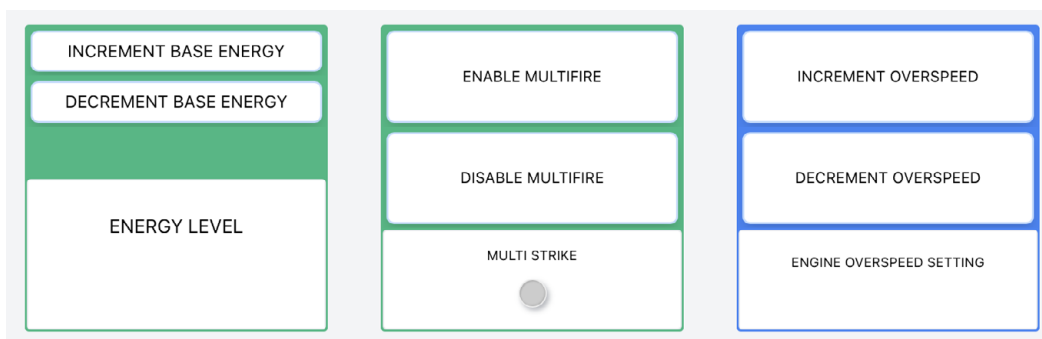 INCREMENT BASE ENERGY
DECREMENT BASE ENERGY
ENERGY LEVEL
ENABLE MULTIFIRE
DISABLE MULTIFIRE
MULTI STRIKE
INCREMENT OVERSPEED
DECREMENT OVERSPEED
ENGINE OVERSPEED SETTING